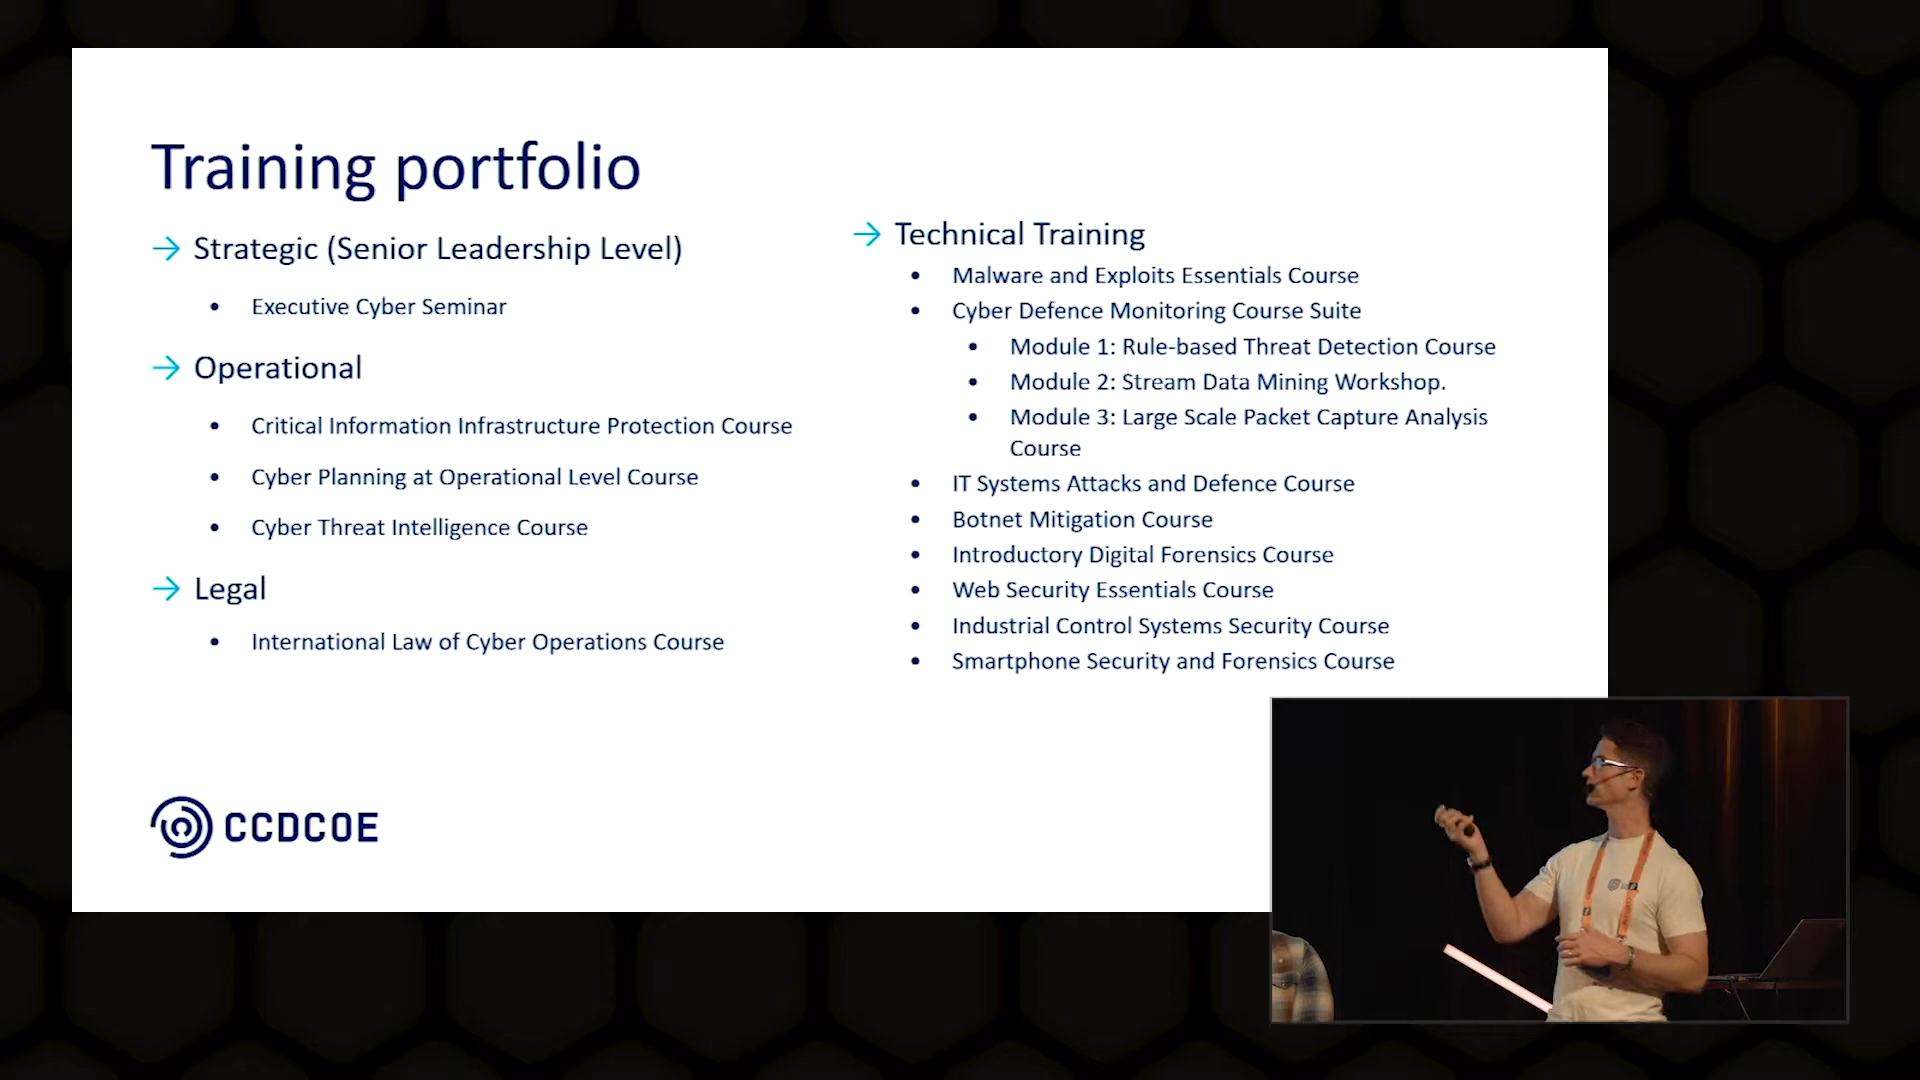 Training portfolio
Strategic (Senior Leadership Level)
Executive Cyber Seminar
Operational
Critical Information Infrastructure Protection Course
Cyber Planning at Operational Level Course
Cyber Threat Intelligence Course
Legal
International Law of Cyber Operations Course
Technical Training
Malware and Exploits Essentials Course
Cyber Defence Monitoring Course Suite
Module 1: Rule-based Threat Detection Course
Module 2: Stream Data Mining Workshop.
Module 3: Large Scale Packet Capture Analysis
Course
IT Systems Attacks and Defence Course
Botnet Mitigation Course
Introductory Digital Forensics Course
Web Security Essentials Course
Industrial Control Systems Security Course
Smartphone Security and Forensics Course
CCDCOE